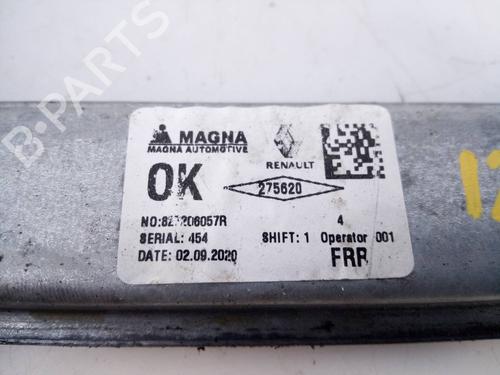 B-PARTS
MAGNA
MAGNA AUTOMOTIVE
RENAULT
OK
275620
4
SERIAL: 454 SHIFT: 1 Operator 001
DATE: 02.09.2020 FRR